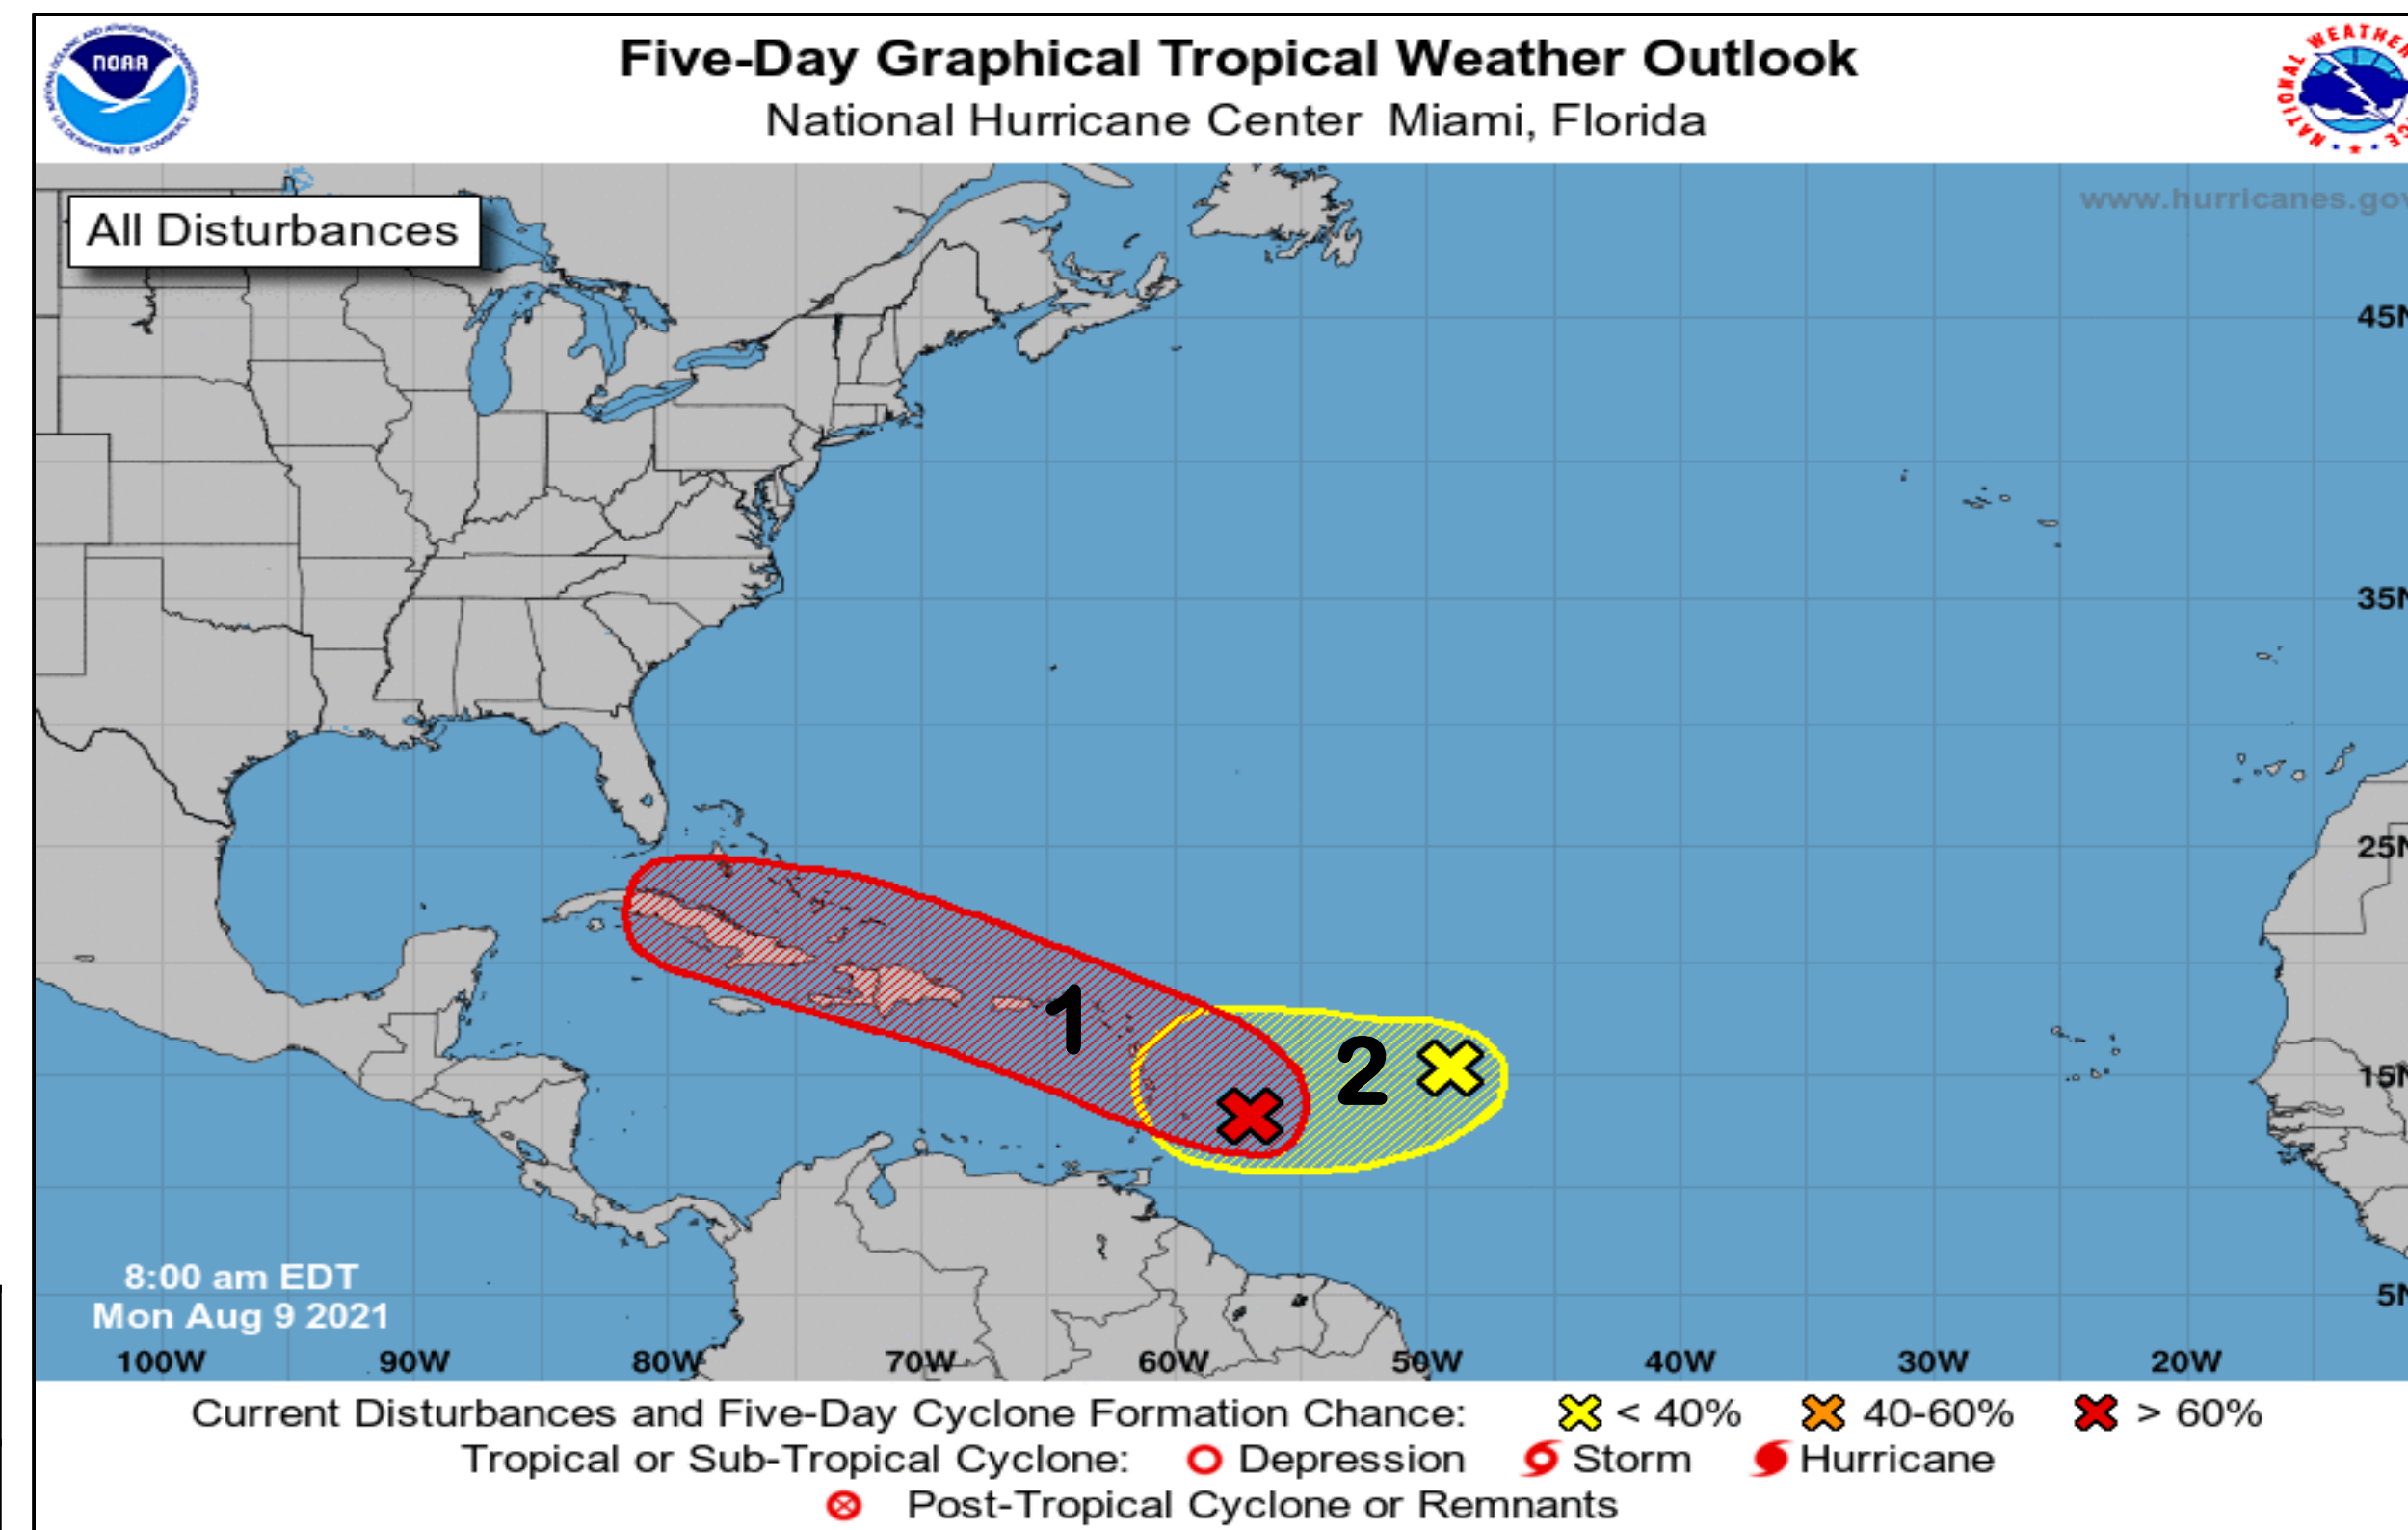 Five-Day Graphical Tropical Weather Outlook
National Hurricane Center Miami, Florida
NOAA
All Disturbances
45N
35N
25N
1
2
15N
5N
8:00 am EDT
Mon Aug 9 2021
100W 90W 80W 70W 60W 50W 40W 30W 20W
Current Disturbances and Five-Day Cyclone Formation Chance: < 40% 40-60% > 60%
Tropical or Sub-Tropical Cyclone: Depression Storm Hurricane
Post-Tropical Cyclone or Remnants
www.hurricanes.gov